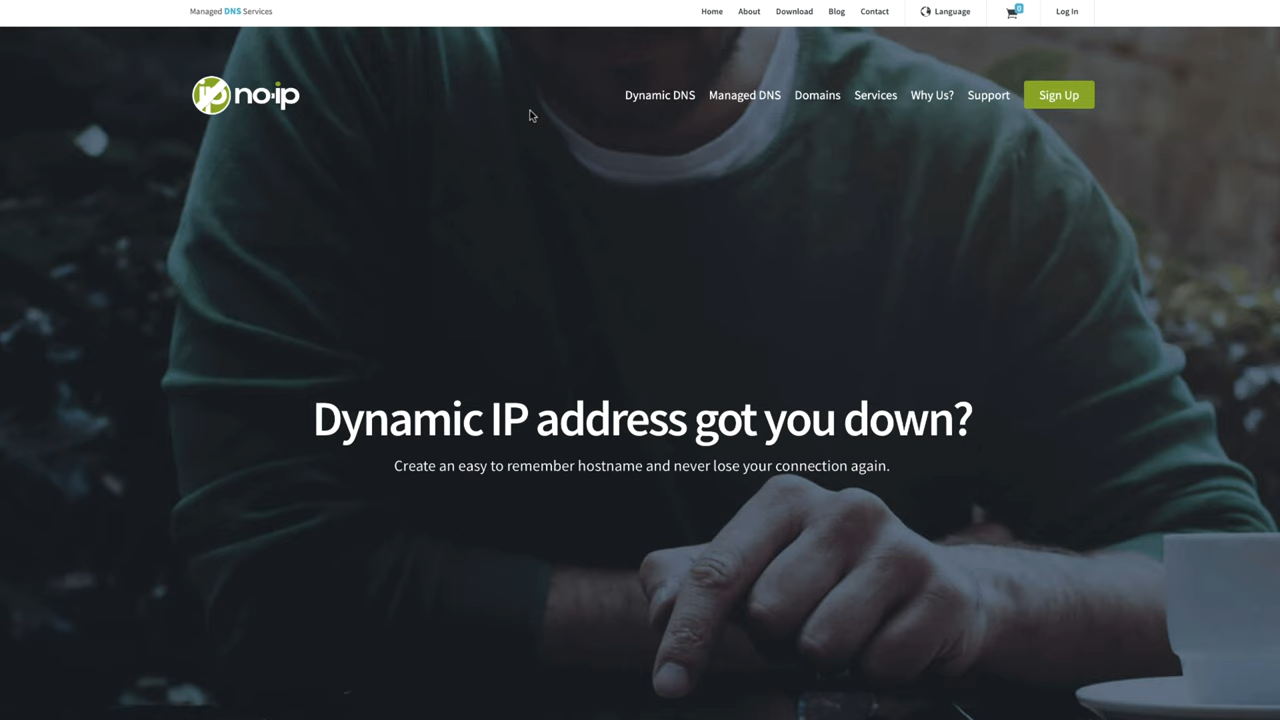 Managed DNS Services
Home About Download Blog Contact Language 0 Log In
ip no-ip Dynamic DNS Managed DNS Domains Services Why Us? Support Sign Up
Dynamic IP address got you down?
Create an easy to remember hostname and never lose your connection again.